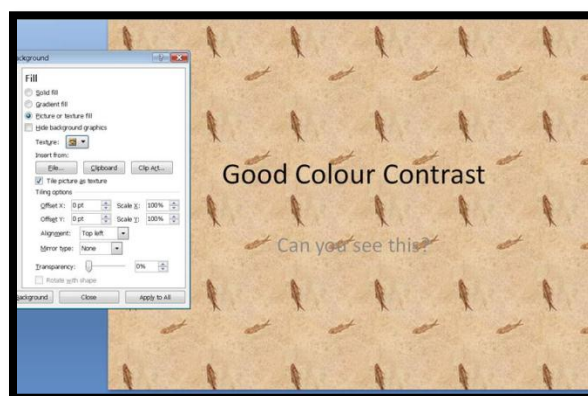 ackground
Fill
Solid fill
Gradient fill
Picture or texture fill
Hide background graphics
Texture:
Insert from:
File... Clipboard Clip Art...
Tile picture as texture
Tiling options
Offset X: 0 pt Scale X: 100%
Offset Y: 0 pt Scale Y: 100%
Alignment: Top left
Mirror type: None
Transparency: 0%
Rotate with shape
Background Close Apply to All
Good Colour Contrast
Can you see this?